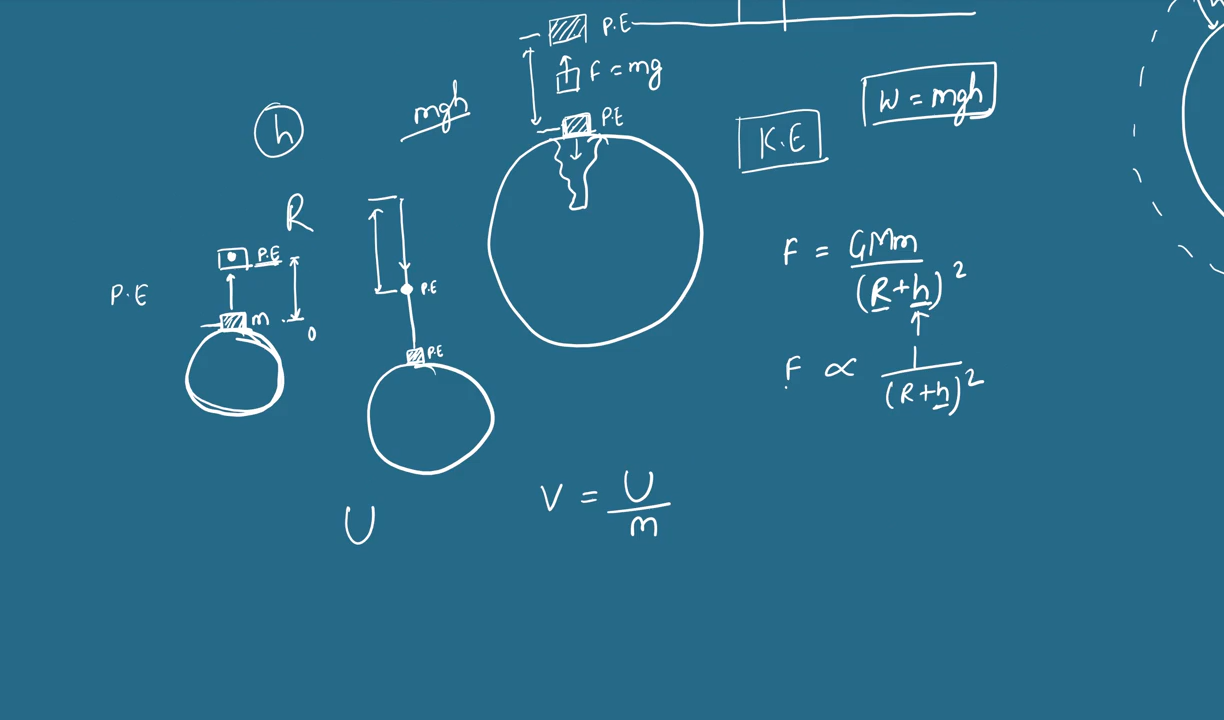 P.E
F = mg
P.E
mgh
h
K.E
W = mgh
R
P.E
m
0
P.E
P.E
P.E
F = GMm / (R+h)²
F ∝ 1 / (R+h)²
U
V = U / m